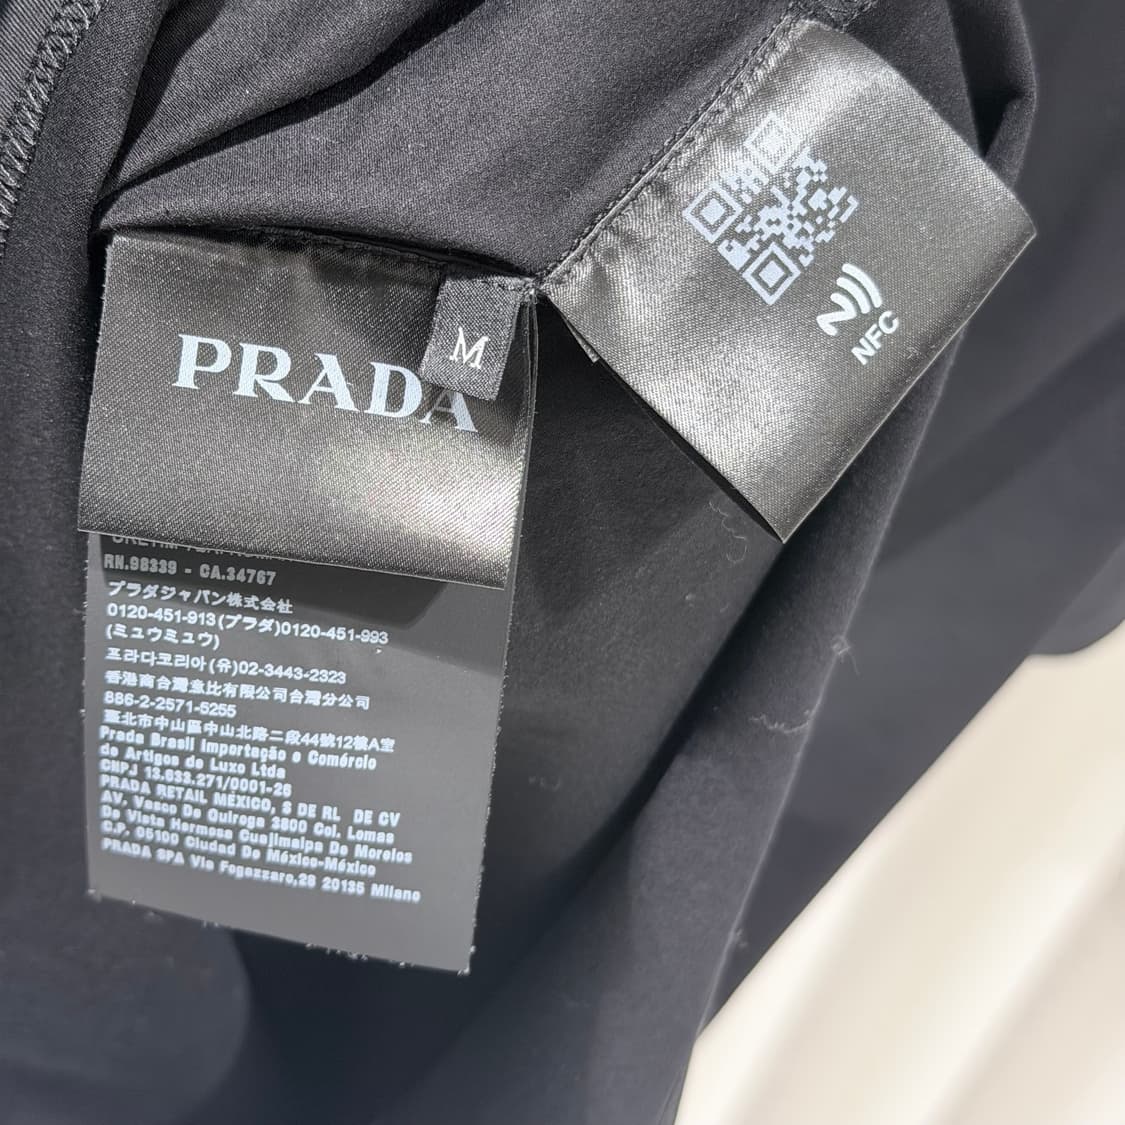 PRADA
M
NFC
RN.98339 - CA.34767
プラダジャパン株式会社
0120-451-913(プラダ)0120-451-993
(ミュウミュウ)
프라다코리아(유)02-3443-2323
香港商台灣盒比有限公司台灣分公司
886-2-2571-5255
臺北市中山區中山北路二段44號12樓A室
Prada Brasil Importação e Comércio
de Artigos de Luxo Ltda
CNPJ 13.633.271/0001-26
PRADA RETAIL MEXICO, S DE RL DE CV
AV, Vasco De Quiroga 3800 Col. Lomas
De Vista Hermosa Cuajimalpa De Morelos
C.P. 05100 Ciudad De México-México
PRADA SPA Via Fogazzaro,28 20135 Milano